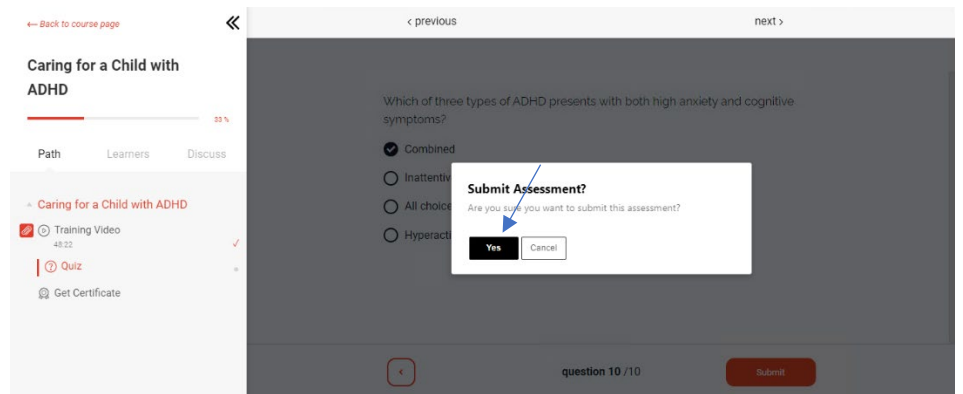 ← Back to course page
Caring for a Child with
ADHD
33 %
Path Learners Discuss
Caring for a Child with ADHD
Training Video
48:22
Quiz
Get Certificate
‹ previous next ›
Which of three types of ADHD presents with both high anxiety and cognitive
symptoms?
Combined
Inattentiv
All choice
Hyperacti
Submit Assessment?
Are you sure you want to submit this assessment?
Yes Cancel
question 10 /10
Submit